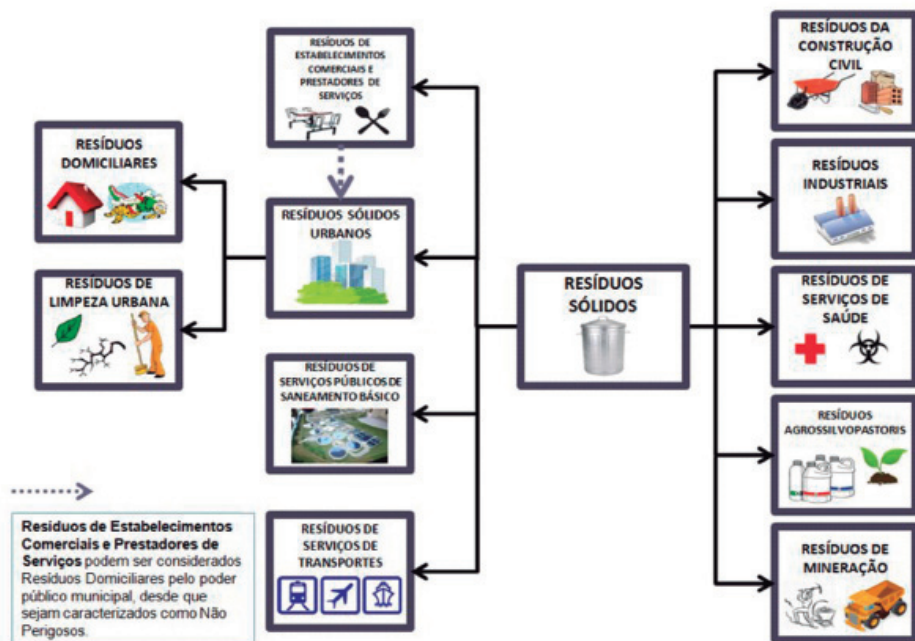 RESÍDUOS DE
ESTABELECIMENTOS
COMERCIAIS E
PRESTADORES DE
SERVIÇOS
RESÍDUOS DA
CONSTRUÇÃO
CIVIL
RESÍDUOS
DOMICILIARES
RESÍDUOS SÓLIDOS
URBANOS
RESÍDUOS
INDUSTRIAIS
RESÍDUOS DE
LIMPEZA URBANA
RESÍDUOS
SÓLIDOS
RESÍDUOS DE
SERVIÇOS DE
SAÚDE
RESÍDUOS DE
SERVIÇOS PÚBLICOS DE
SANEAMENTO BÁSICO
RESÍDUOS
AGROSSILVOPASTORIS
RESÍDUOS DE
SERVIÇOS DE
TRANSPORTES
RESÍDUOS DE
MINERAÇÃO
Resíduos de Estabelecimentos
Comerciais e Prestadores de
Serviços podem ser considerados
Resíduos Domiciliares pelo poder
público municipal, desde que
sejam caracterizados como Não
Perigosos.